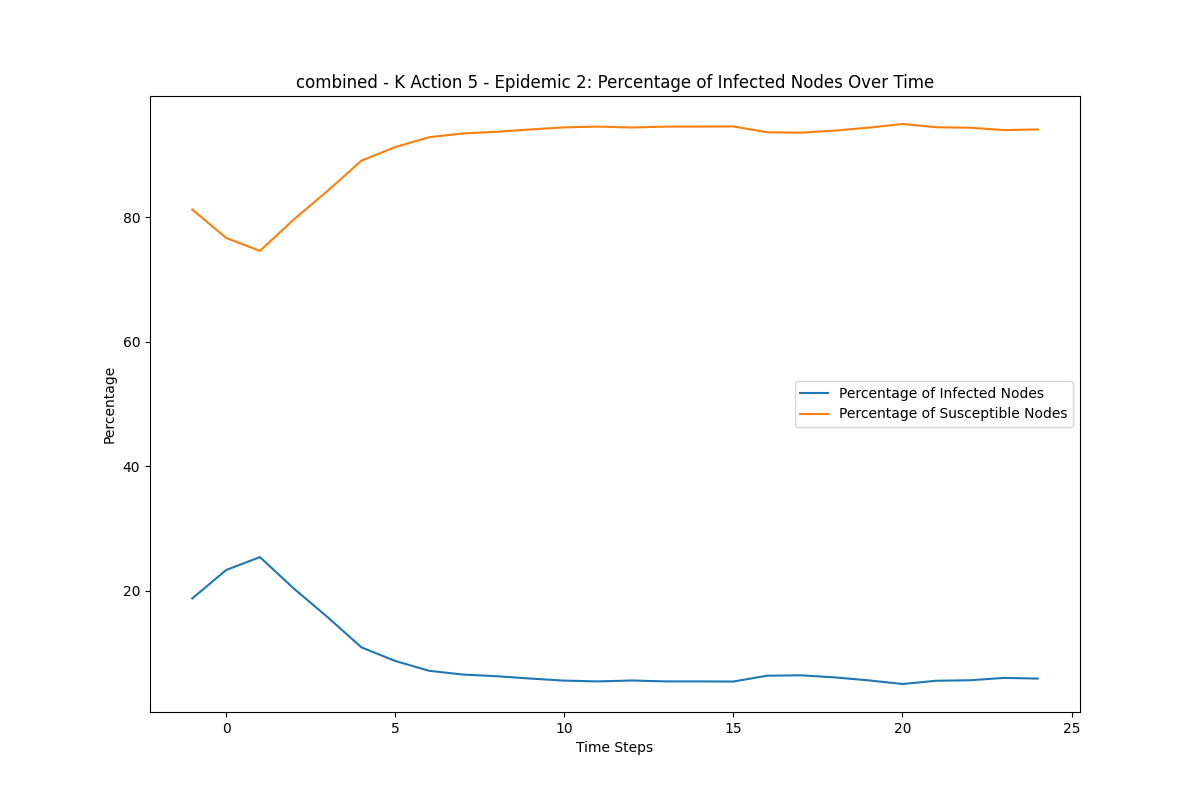 combined - K Action 5 - Epidemic 2: Percentage of Infected Nodes Over Time
80
60
40
20
Percentage
Percentage of Infected Nodes
Percentage of Susceptible Nodes
0 5 10 15 20 25
Time Steps